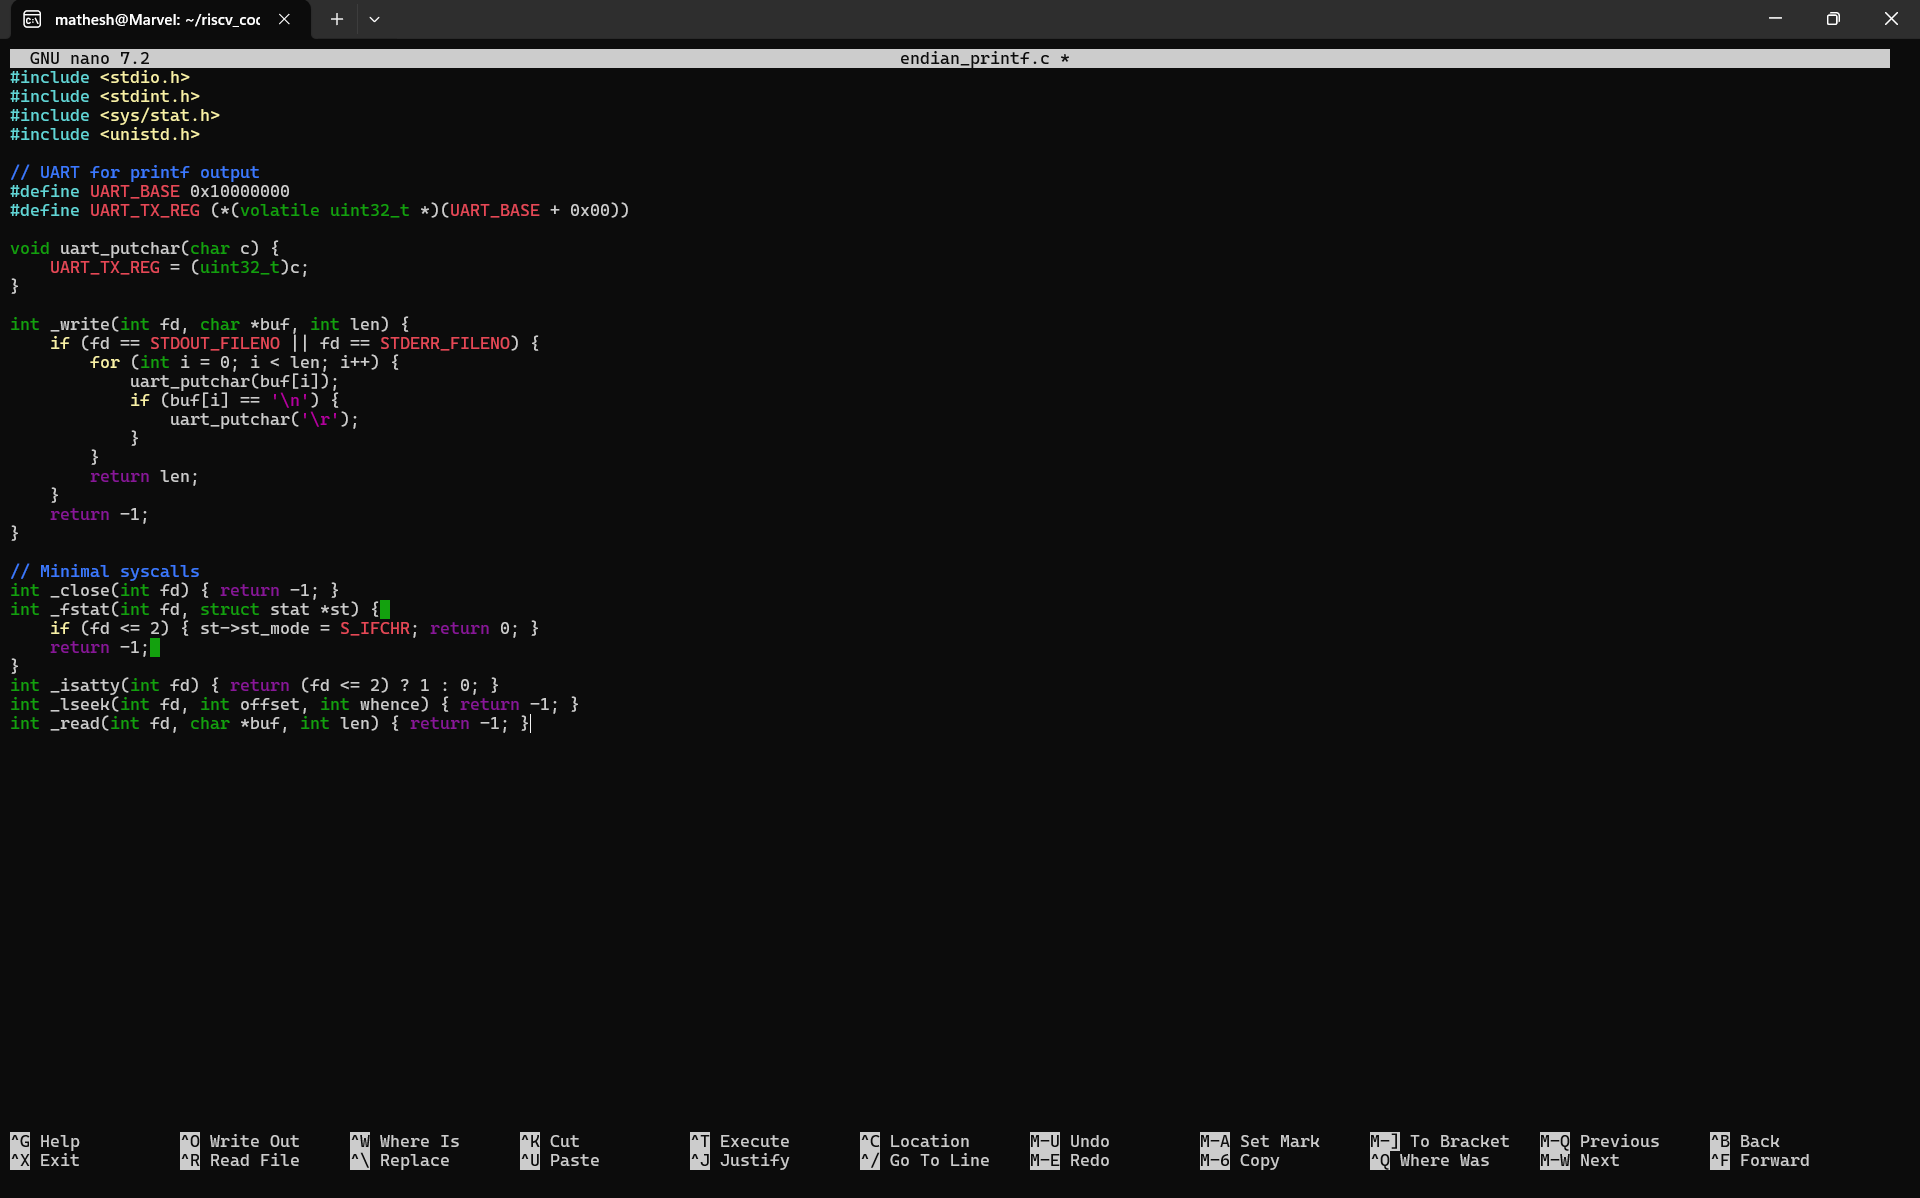 mathesh@Marvel: ~/riscv_coc
GNU nano 7.2 endian_printf.c *
#include <stdio.h>
#include <stdint.h>
#include <sys/stat.h>
#include <unistd.h>
// UART for printf output
#define UART_BASE 0x10000000
#define UART_TX_REG (*(volatile uint32_t *)(UART_BASE + 0x00))
void uart_putchar(char c) {
    UART_TX_REG = (uint32_t)c;
}
int _write(int fd, char *buf, int len) {
    if (fd == STDOUT_FILENO || fd == STDERR_FILENO) {
        for (int i = 0; i < len; i++) {
            uart_putchar(buf[i]);
            if (buf[i] == '\n') {
                uart_putchar('\r');
            }
        }
        return len;
    }
    return -1;
}
// Minimal syscalls
int _close(int fd) { return -1; }
int _fstat(int fd, struct stat *st) {
    if (fd <= 2) { st->st_mode = S_IFCHR; return 0; }
    return -1;
}
int _isatty(int fd) { return (fd <= 2) ? 1 : 0; }
int _lseek(int fd, int offset, int whence) { return -1; }
int _read(int fd, char *buf, int len) { return -1; }
^G Help ^O Write Out ^W Where Is ^K Cut ^T Execute ^C Location M-U Undo M-A Set Mark M-] To Bracket M-Q Previous ^B Back
^X Exit ^R Read File ^\ Replace ^U Paste ^J Justify ^/ Go To Line M-E Redo M-6 Copy ^Q Where Was M-W Next ^F Forward